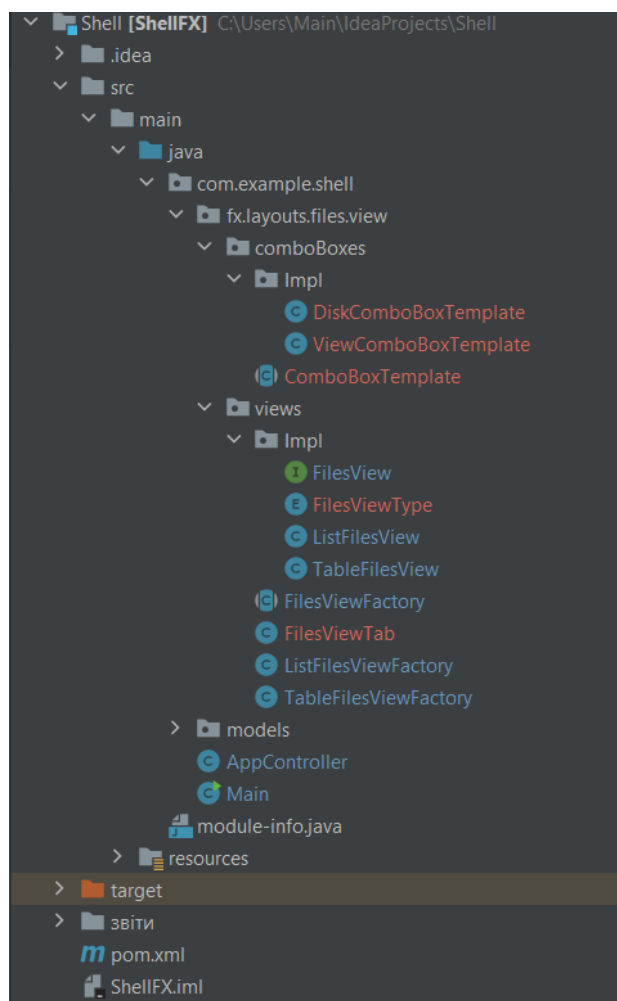 Shell [ShellFX] C:\Users\Main\IdeaProjects\Shell
.idea
src
main
java
com.example.shell
fx.layouts.files.view
comboBoxes
Impl
DiskComboBoxTemplate
ViewComboBoxTemplate
ComboBoxTemplate
views
Impl
FilesView
FilesViewType
ListFilesView
TableFilesView
FilesViewFactory
FilesViewTab
ListFilesViewFactory
TableFilesViewFactory
models
AppController
Main
module-info.java
resources
target
звіти
pom.xml
ShellFX.iml